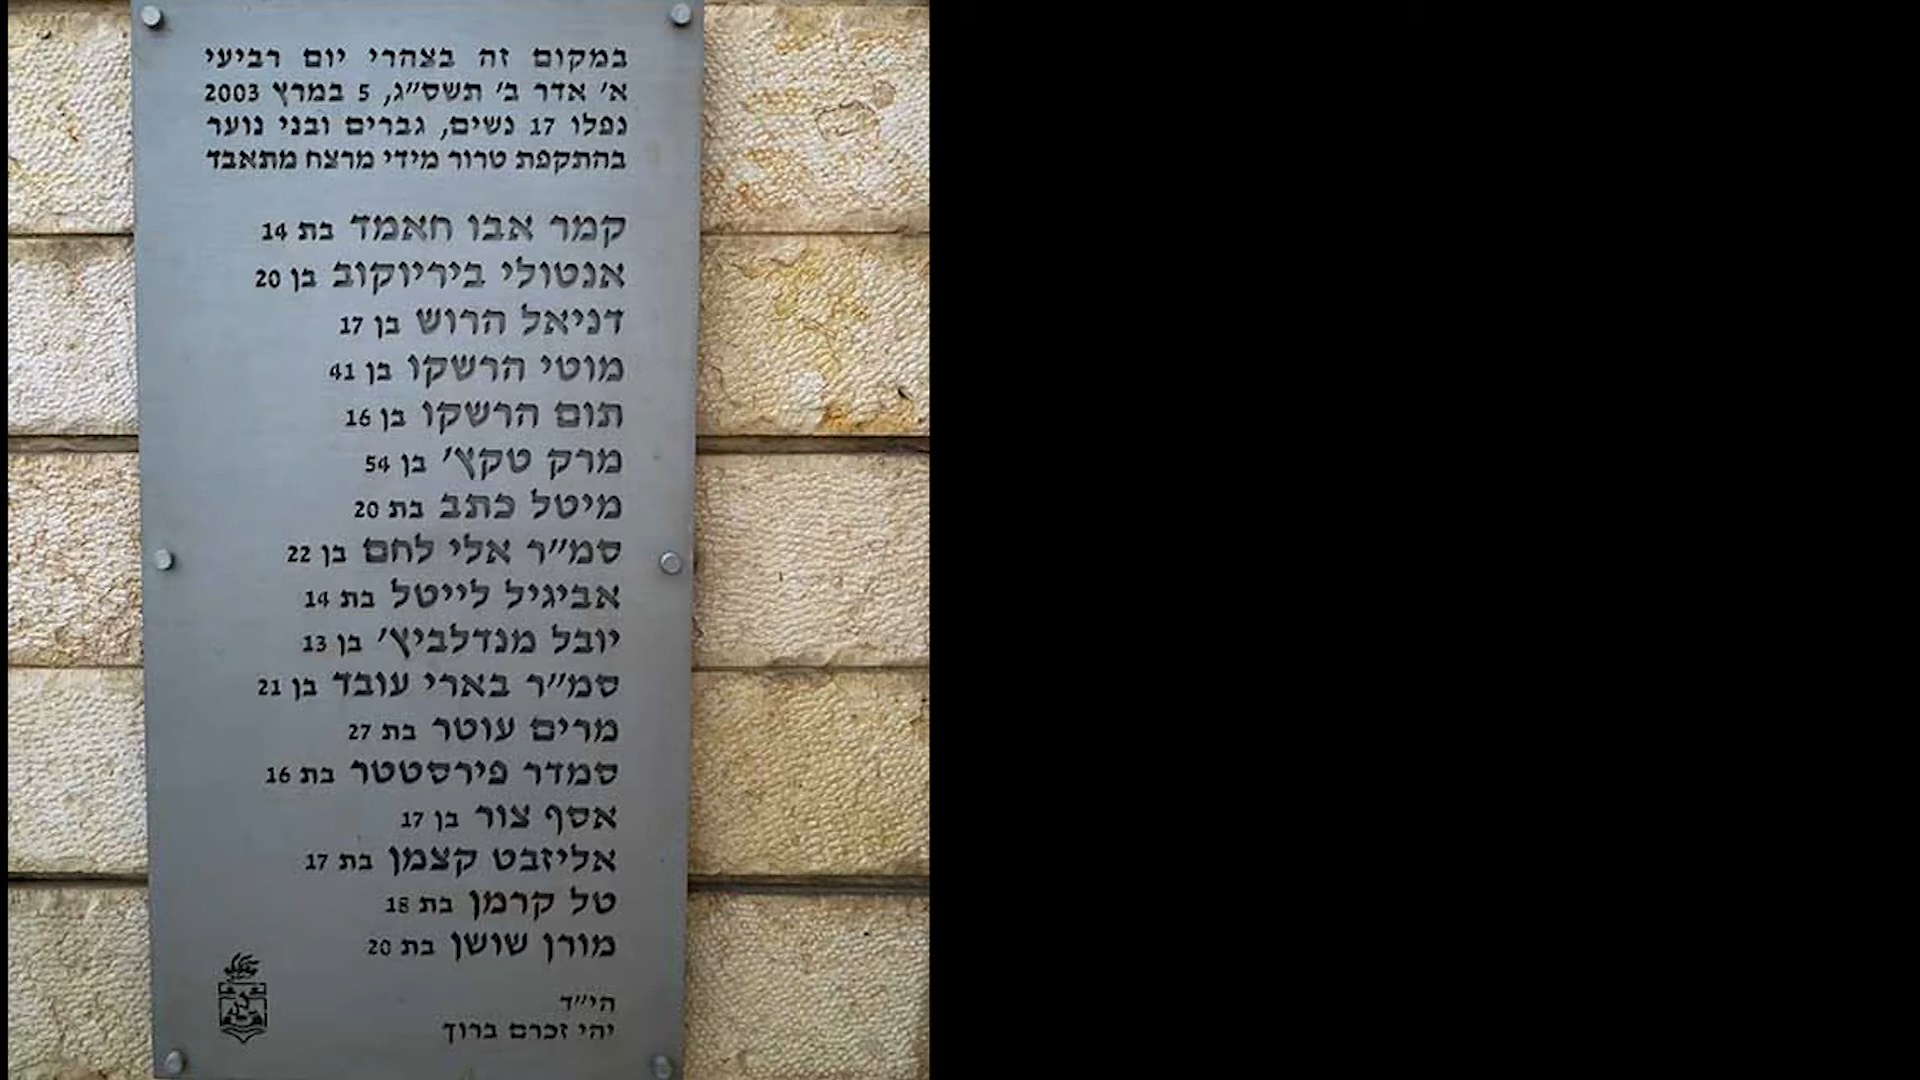 במקום זה בצהרי יום רביעי
א' אדר ב' תשס"ג, 5 במרץ 2003
נפלו 17 נשים, גברים ובני נוער
בהתקפת טרור מידי מרצח מתאבד
קמר אבו חאמד בת 14
אנטולי ביריוקוב בן 20
דניאל הרוש בן 17
מוטי הרשקו בן 41
תום הרשקו בן 16
מרק טקץ' בן 54
מיטל כתב בת 20
סמ"ר אלי לחם בן 22
אביגיל לייטל בת 14
יובל מנדלביץ' בן 13
סמ"ר בארי עובד בן 21
מרים עוטר בת 27
סמדר פירסטטר בת 16
אסף צור בן 17
אליזבט קצמן בת 17
טל קרמן בת 18
מורן שושן בת 20
הי"ד
יהי זכרם ברוך